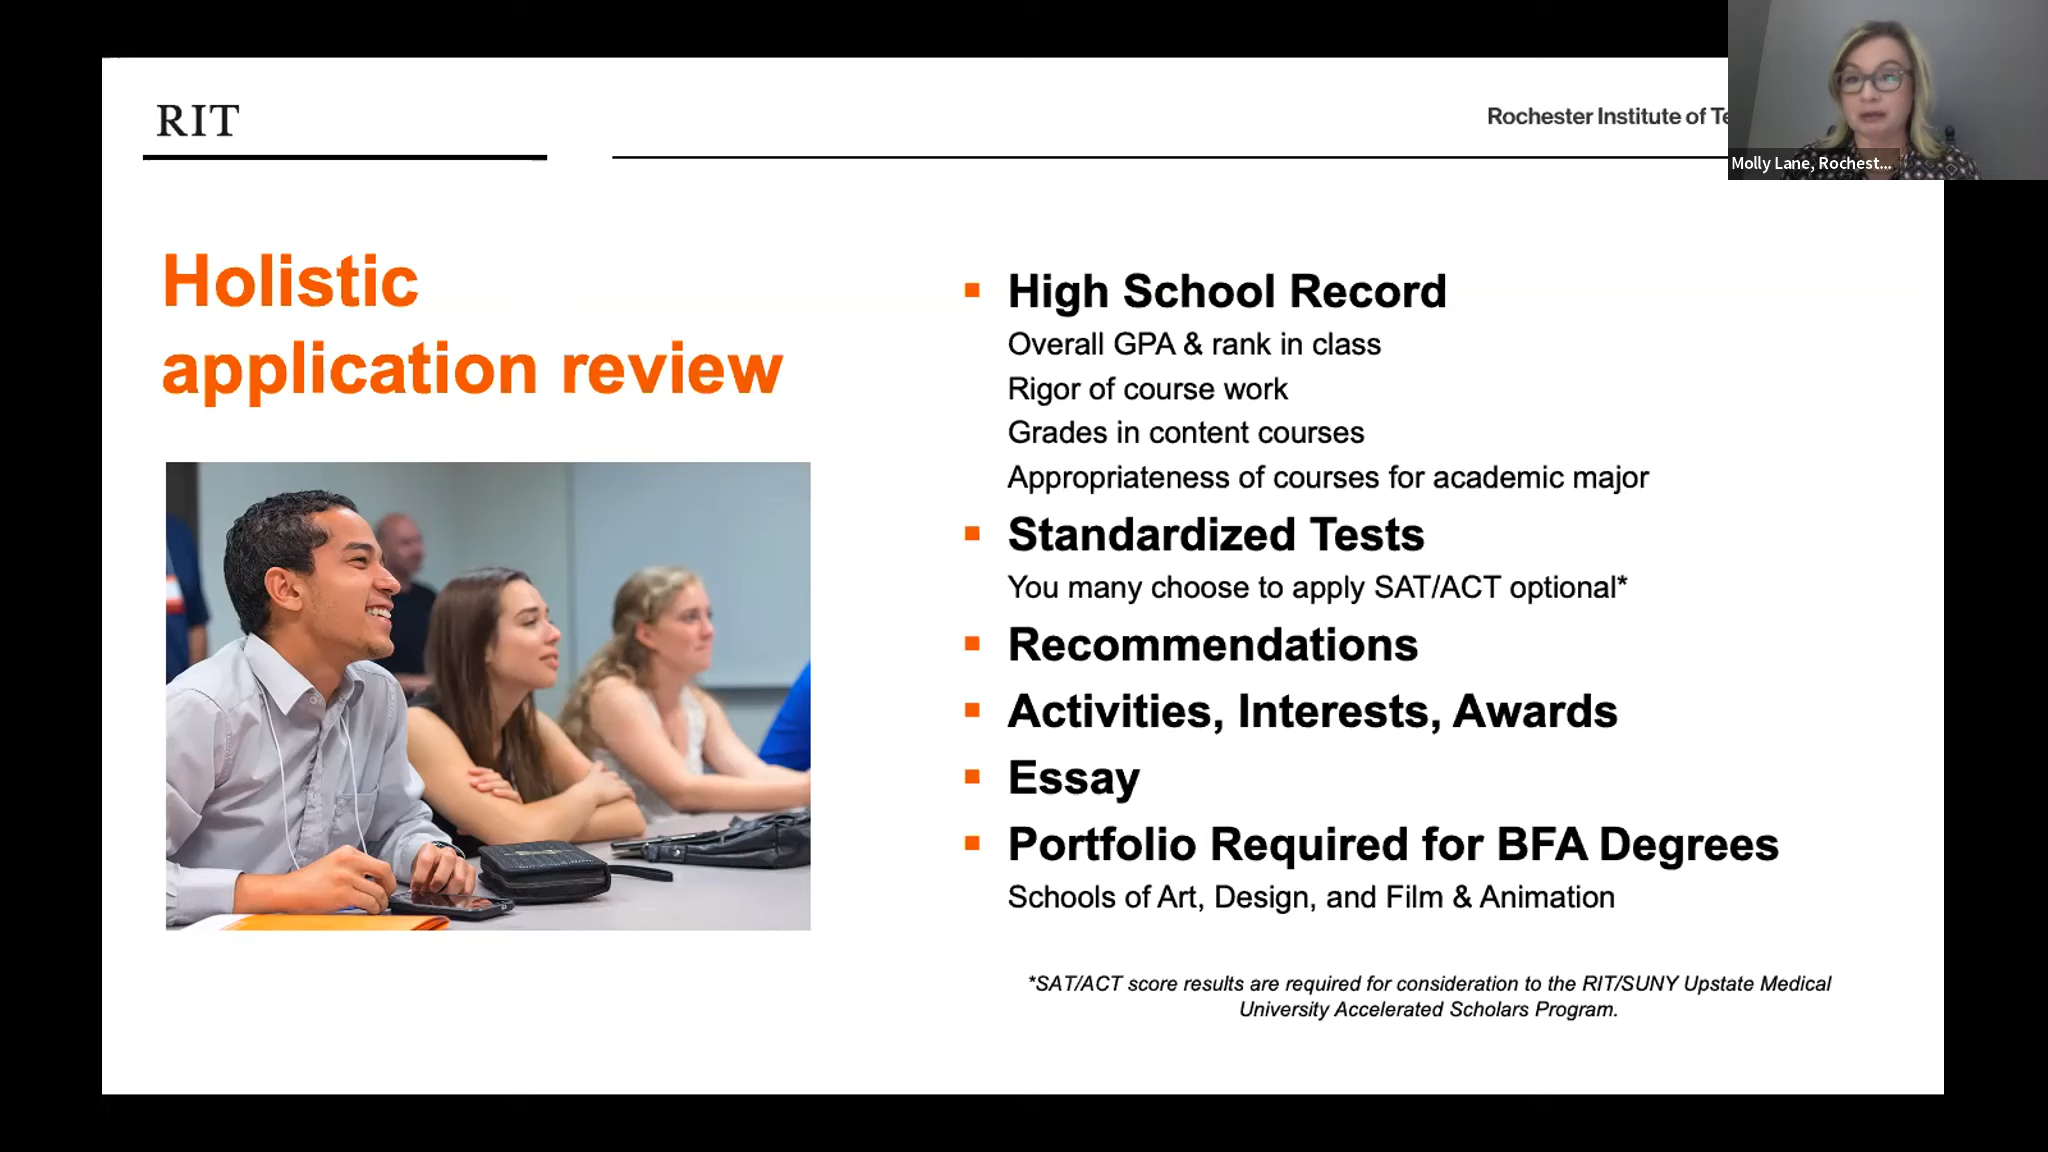 RIT
Rochester Institute of
Molly Lane, Rochest...
Holistic
application review
▪ High School Record
Overall GPA & rank in class
Rigor of course work
Grades in content courses
Appropriateness of courses for academic major
▪ Standardized Tests
You many choose to apply SAT/ACT optional*
▪ Recommendations
▪ Activities, Interests, Awards
▪ Essay
▪ Portfolio Required for BFA Degrees
Schools of Art, Design, and Film & Animation
*SAT/ACT score results are required for consideration to the RIT/SUNY Upstate Medical
University Accelerated Scholars Program.